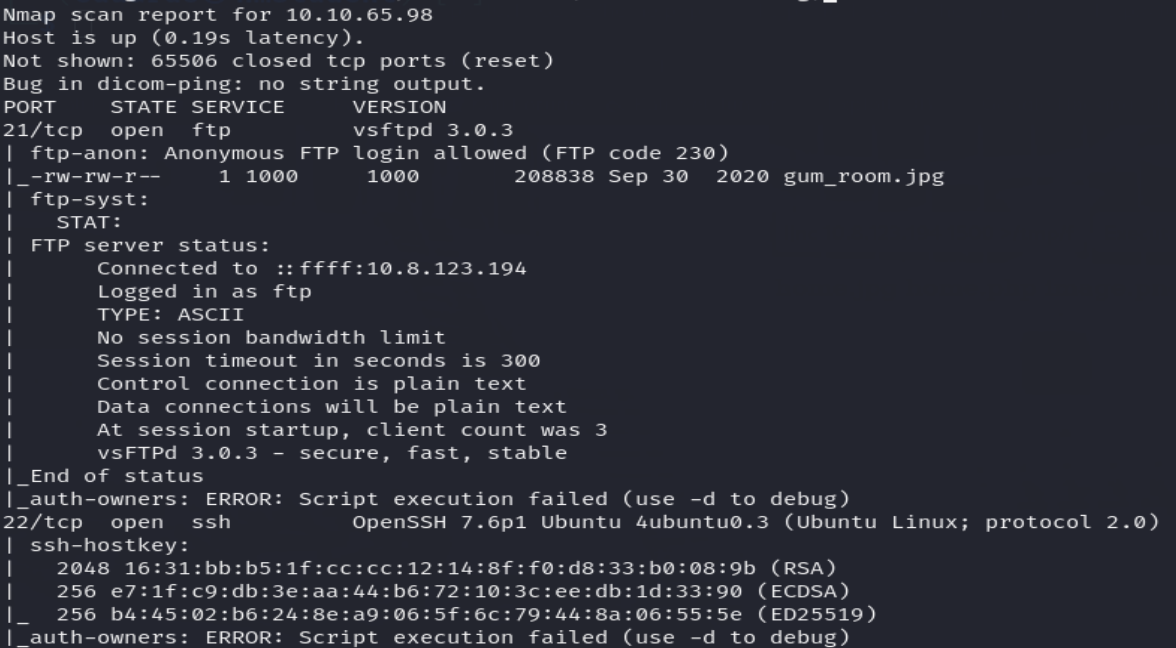 Nmap scan report for 10.10.65.98
Host is up (0.19s latency).
Not shown: 65506 closed tcp ports (reset)
Bug in dicom-ping: no string output.
PORT    STATE SERVICE     VERSION
21/tcp  open  ftp         vsftpd 3.0.3
| ftp-anon: Anonymous FTP login allowed (FTP code 230)
|_-rw-rw-r--    1 1000     1000       208838 Sep 30  2020 gum_room.jpg
| ftp-syst:
|   STAT:
| FTP server status:
|      Connected to ::ffff:10.8.123.194
|      Logged in as ftp
|      TYPE: ASCII
|      No session bandwidth limit
|      Session timeout in seconds is 300
|      Control connection is plain text
|      Data connections will be plain text
|      At session startup, client count was 3
|      vsFTPd 3.0.3 - secure, fast, stable
|_End of status
|_auth-owners: ERROR: Script execution failed (use -d to debug)
22/tcp  open  ssh         OpenSSH 7.6p1 Ubuntu 4ubuntu0.3 (Ubuntu Linux; protocol 2.0)
| ssh-hostkey:
|   2048 16:31:bb:b5:1f:cc:cc:12:14:8f:f0:d8:33:b0:08:9b (RSA)
|   256 e7:1f:c9:db:3e:aa:44:b6:72:10:3c:ee:db:1d:33:90 (ECDSA)
|_  256 b4:45:02:b6:24:8e:a9:06:5f:6c:79:44:8a:06:55:5e (ED25519)
|_auth-owners: ERROR: Script execution failed (use -d to debug)